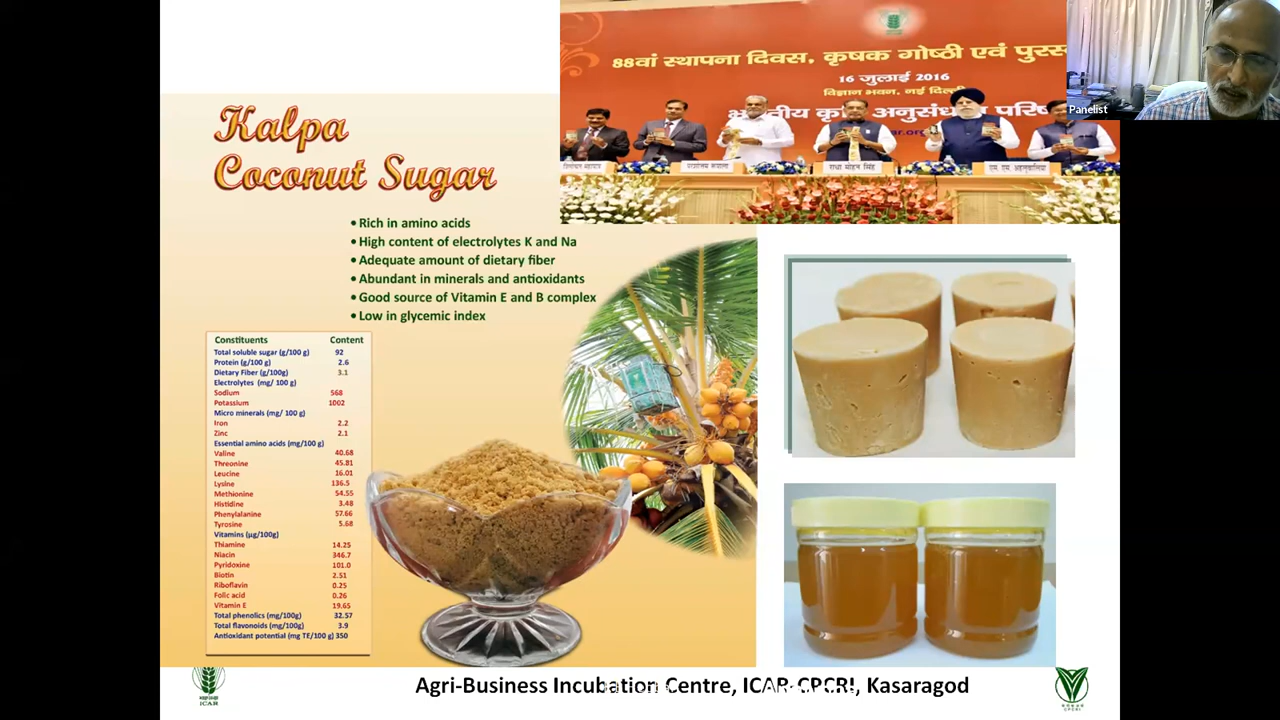 88वां स्थापना दिवस, कृषक गोष्ठी एवं
16 जुलाई 2016
विज्ञान भवन, नई दिल्ली
भारतीय कृषि अनुसंधान
राधा मोहन सिंह
Panelist
Kalpa
Coconut Sugar
• Rich in amino acids
• High content of electrolytes K and Na
• Adequate amount of dietary fiber
• Abundant in minerals and antioxidants
• Good source of Vitamin E and B complex
• Low in glycemic index
Constituents Content
Total soluble sugar (g/100 g) 92
Protein (g/100 g) 2.6
Dietary Fiber (g/100g) 3.1
Electrolytes (mg/ 100 g)
Sodium 568
Potassium 1002
Micro minerals (mg/ 100 g)
Iron 2.2
Zinc 2.1
Essential amino acids (mg/100 g)
Valine 40.68
Threonine 45.81
Leucine 16.01
Lysine 136.5
Methionine 54.55
Histidine 3.48
Phenylalanine 57.66
Tyrosine 5.68
Vitamins (µg/100g)
Thiamine 14.25
Niacin 346.7
Pyridoxine 101.0
Biotin 2.51
Riboflavin 0.25
Folic acid 0.26
Vitamin E 19.65
Total phenolics (mg/100g) 32.57
Total flavonoids (mg/100g) 3.9
Antioxidant potential (mg TE/100 g) 350
ICAR
Agri-Business Incubation Centre, ICAR-CPCRI, Kasaragod
CPCRI